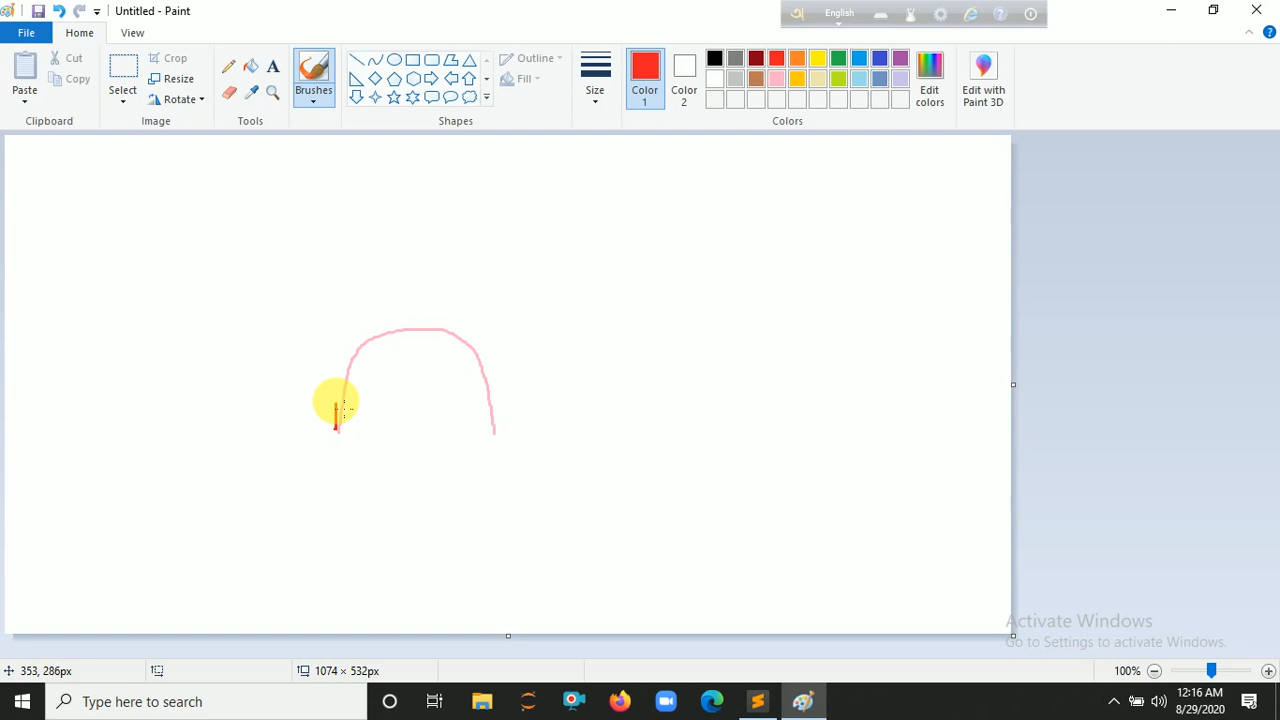 Untitled - Paint
অ English
File Home View
Paste
Cut
Copy
Clipboard
Select
Crop
Resize
Rotate
Image
A
Tools
Brushes
Shapes
Outline
Fill
Size
Color 1
Color 2
Colors
Edit colors
Edit with Paint 3D
Activate Windows
Go to Settings to activate Windows.
353, 286px
1074 × 532px
100%
Type here to search
12:16 AM
8/29/2020